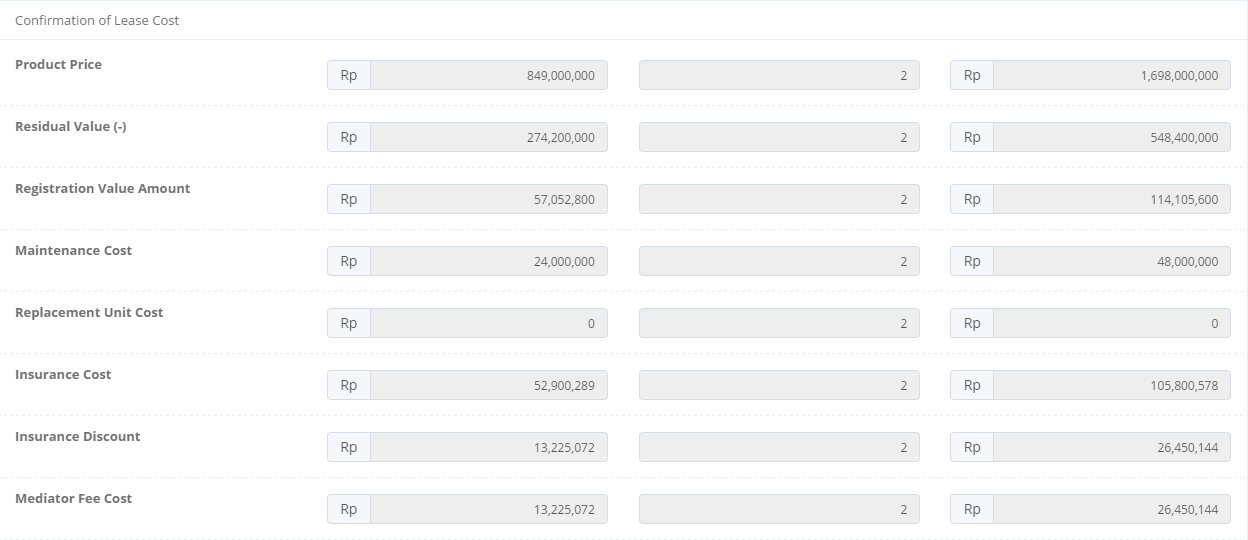 Confirmation of Lease Cost
Product Price Rp 849,000,000 2 Rp 1,698,000,000
Residual Value (-) Rp 274,200,000 2 Rp 548,400,000
Registration Value Amount Rp 57,052,800 2 Rp 114,105,600
Maintenance Cost Rp 24,000,000 2 Rp 48,000,000
Replacement Unit Cost Rp 0 2 Rp 0
Insurance Cost Rp 52,900,289 2 Rp 105,800,578
Insurance Discount Rp 13,225,072 2 Rp 26,450,144
Mediator Fee Cost Rp 13,225,072 2 Rp 26,450,144